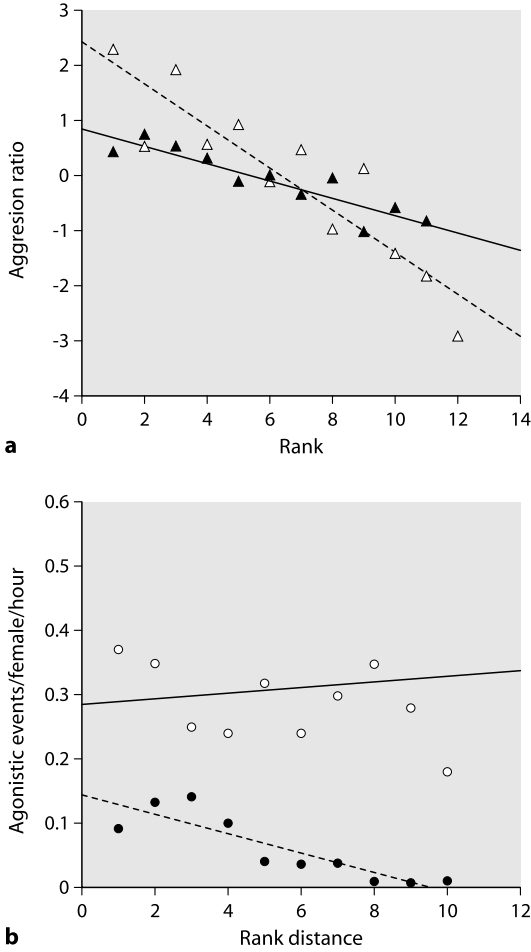 3
2
1
0
-1
-2
-3
-4
Aggresion ratio
0 2 4 6 8 10 12 14
Rank
a
0.6
0.5
0.4
0.3
0.2
0.1
0
Agonistic events/female/hour
0 2 4 6 8 10 12
Rank distance
b